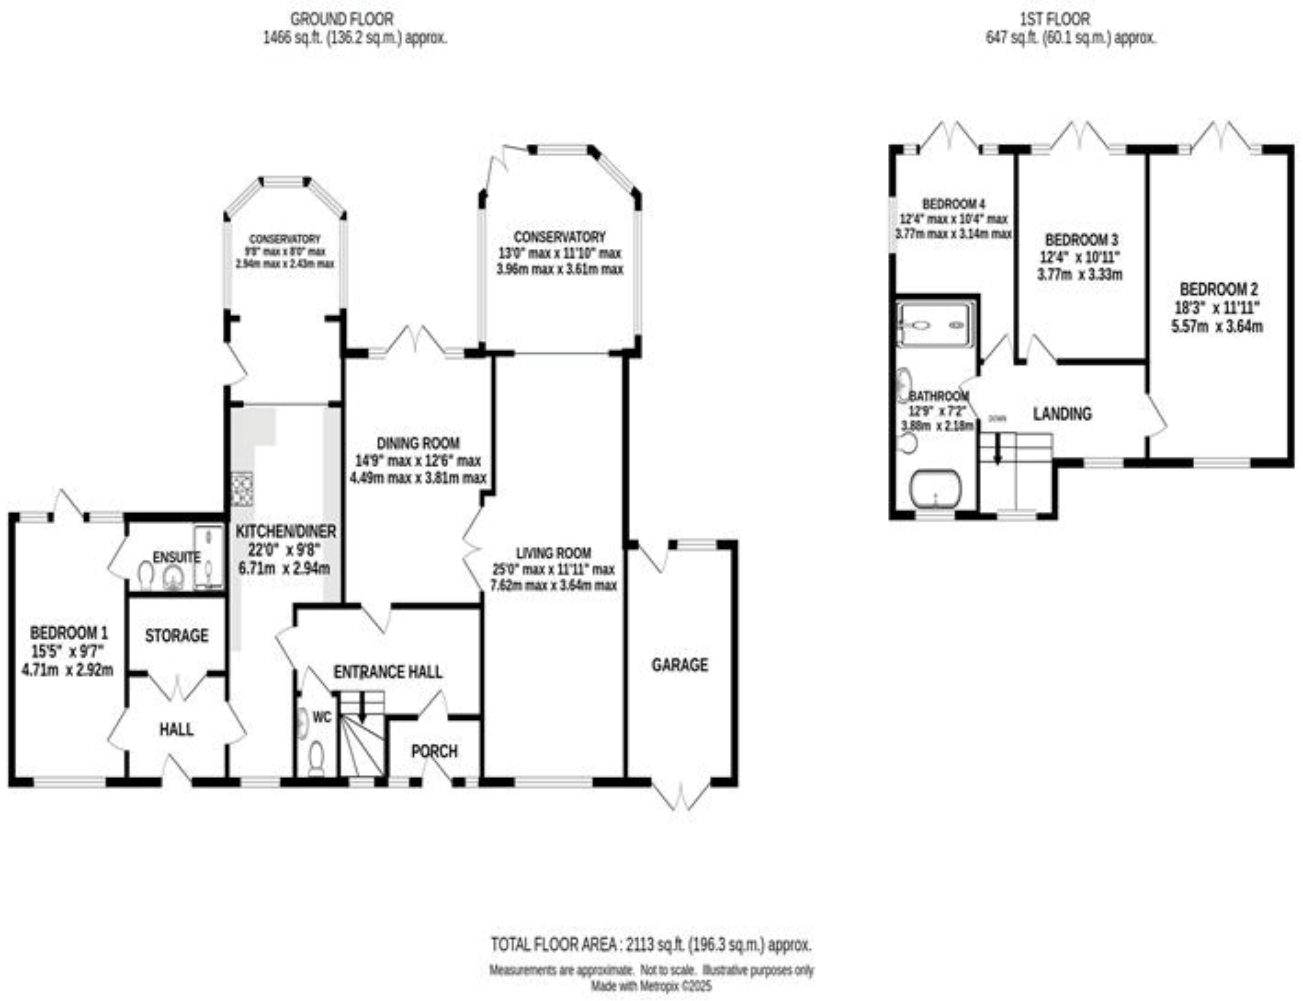 GROUND FLOOR
1466 sq.ft. (136.2 sq.m.) approx.
1ST FLOOR
647 sq.ft. (60.1 sq.m.) approx.
CONSERVATORY
9'8" max x 8'0" max
2.94m max x 2.43m max
CONSERVATORY
13'0" max x 11'10" max
3.96m max x 3.61m max
DINING ROOM
14'9" max x 12'6" max
4.49m max x 3.81m max
KITCHEN/DINER
22'0" x 9'8"
6.71m x 2.94m
LIVING ROOM
25'0" max x 11'11" max
7.62m max x 3.64m max
ENSUITE
BEDROOM 1
15'5" x 9'7"
4.71m x 2.92m
STORAGE
HALL
ENTRANCE HALL
WC
PORCH
GARAGE
BEDROOM 4
12'4" max x 10'4" max
3.77m max x 3.14m max
BEDROOM 3
12'4" x 10'11"
3.77m x 3.33m
BEDROOM 2
18'3" x 11'11"
5.57m x 3.64m
BATHROOM
12'9" x 7'2"
3.88m x 2.18m
DOWN
LANDING
TOTAL FLOOR AREA : 2113 sq.ft. (196.3 sq.m.) approx.
Measurements are approximate. Not to scale. Illustrative purposes only
Made with Metropix ©2025